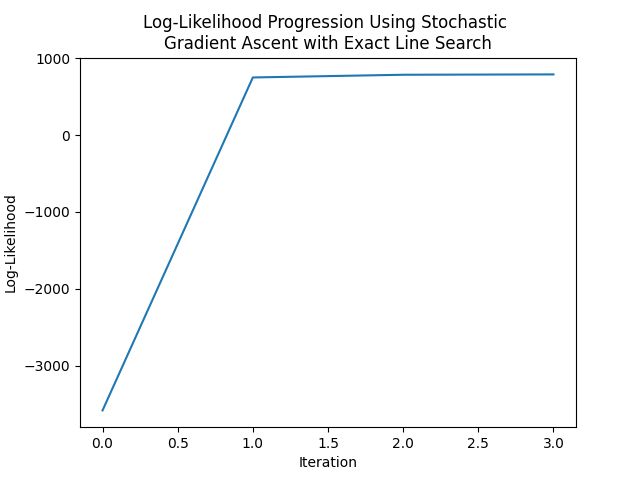 Log-Likelihood Progression Using Stochastic
Gradient Ascent with Exact Line Search
1000
0
−1000
−2000
−3000
Log-Likelihood
0.0 0.5 1.0 1.5 2.0 2.5 3.0
Iteration